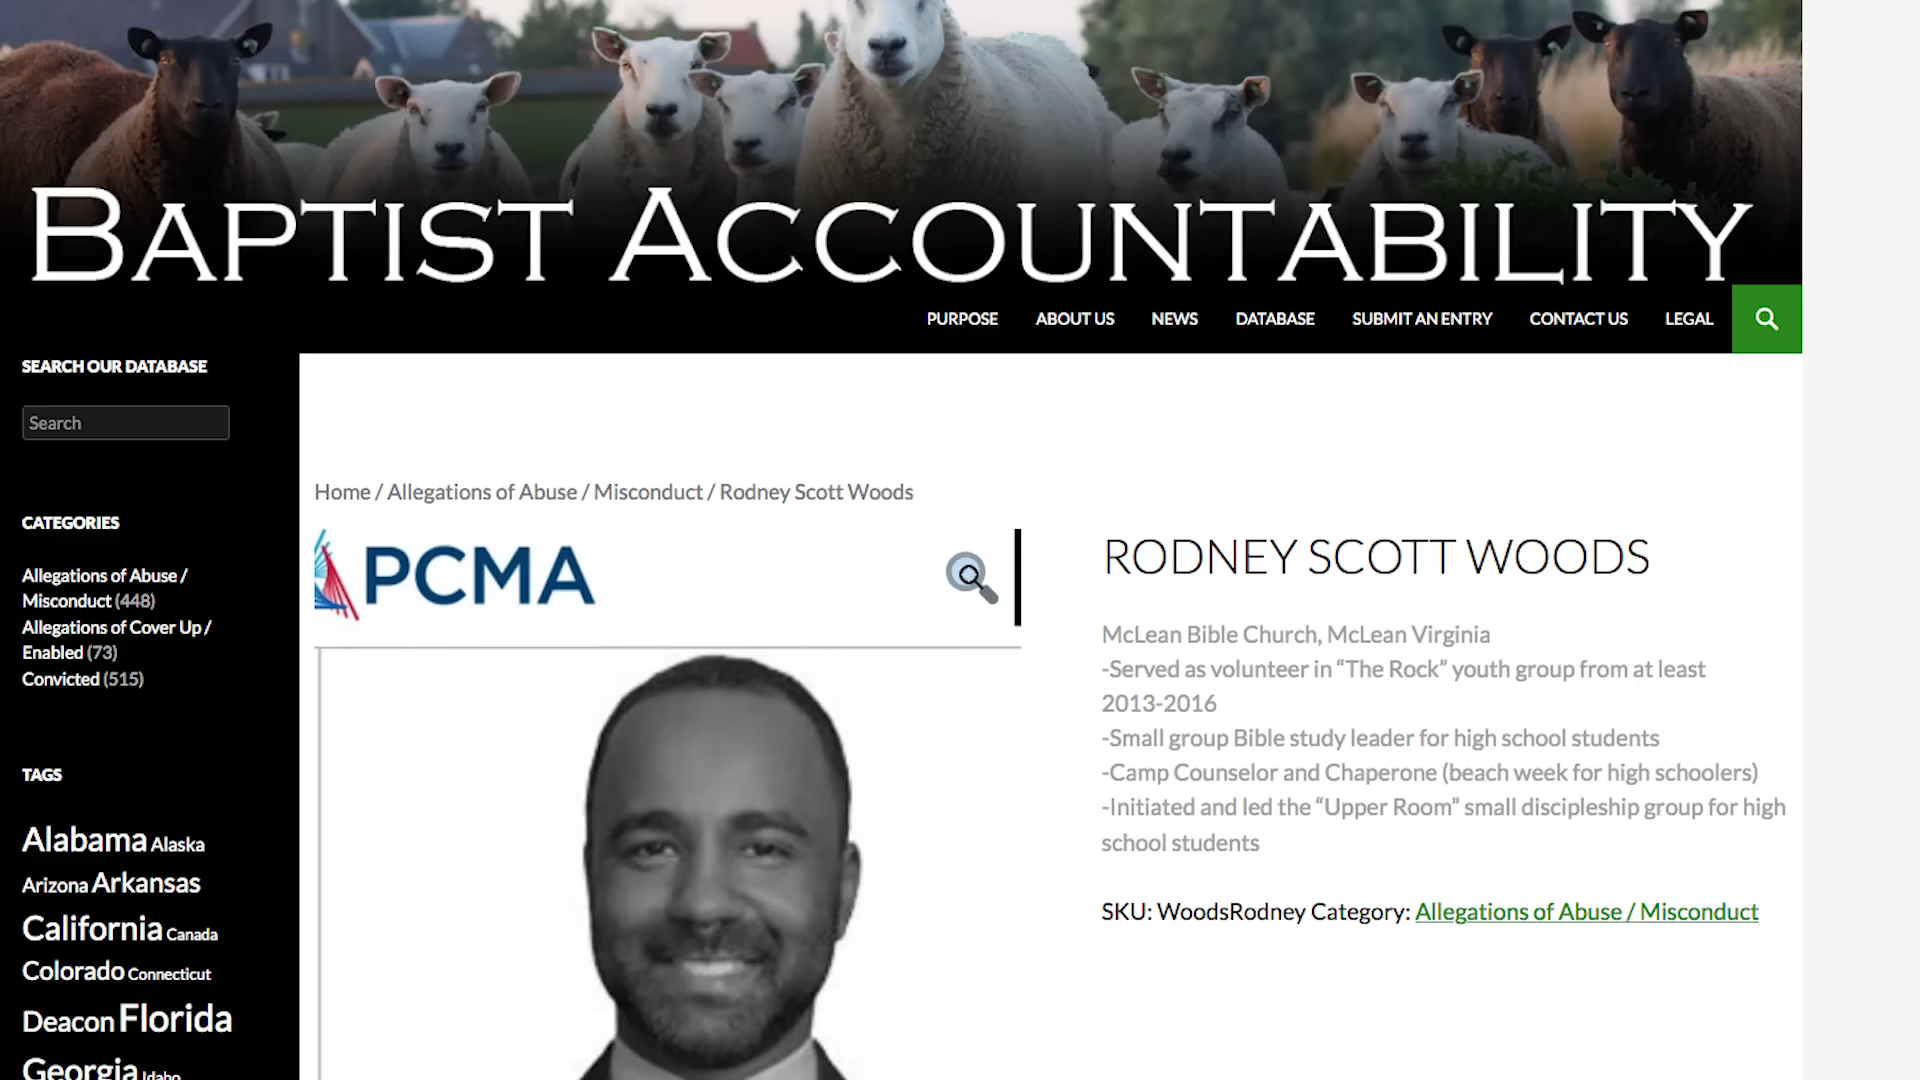 BAPTIST ACCOUNTABILITY
PURPOSE ABOUT US NEWS DATABASE SUBMIT AN ENTRY CONTACT US LEGAL
SEARCH OUR DATABASE
Search
CATEGORIES
Allegations of Abuse /
Misconduct (448)
Allegations of Cover Up /
Enabled (73)
Convicted (515)
TAGS
Alabama Alaska
Arizona Arkansas
California Canada
Colorado Connecticut
Deacon Florida
Georgia Idaho
Home / Allegations of Abuse / Misconduct / Rodney Scott Woods
PCMA
RODNEY SCOTT WOODS
McLean Bible Church, McLean Virginia
-Served as volunteer in “The Rock” youth group from at least
2013-2016
-Small group Bible study leader for high school students
-Camp Counselor and Chaperone (beach week for high schoolers)
-Initiated and led the “Upper Room” small discipleship group for high
school students
SKU: WoodsRodney Category: Allegations of Abuse / Misconduct